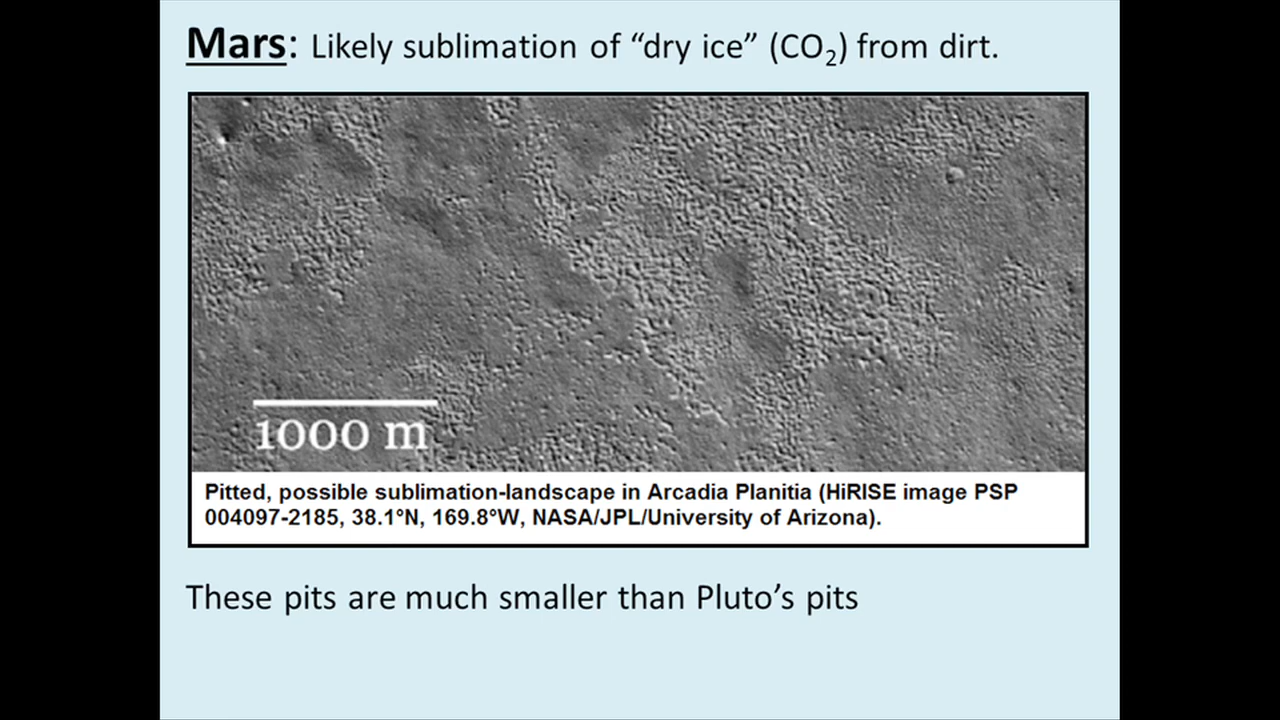 Mars: Likely sublimation of “dry ice” (CO₂) from dirt.
1000 m
Pitted, possible sublimation-landscape in Arcadia Planitia (HiRISE image PSP
004097-2185, 38.1°N, 169.8°W, NASA/JPL/University of Arizona).
These pits are much smaller than Pluto’s pits